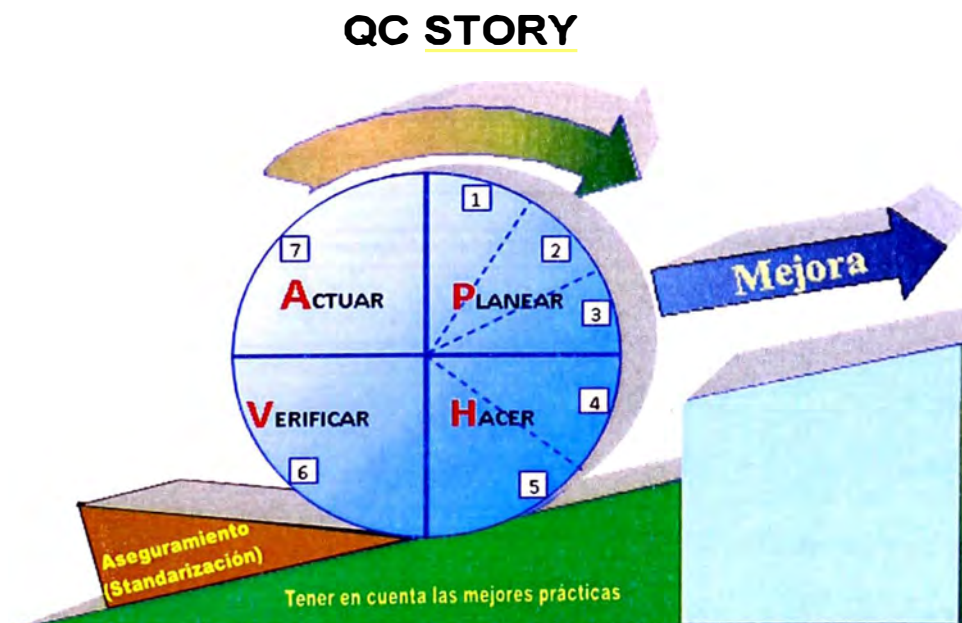 QC STORY
1
2
7
Mejora
ACTUAR
PLANEAR
3
4
VERIFICAR
HACER
6
5
Aseguramiento
(Standarización)
Tener en cuenta las mejores prácticas